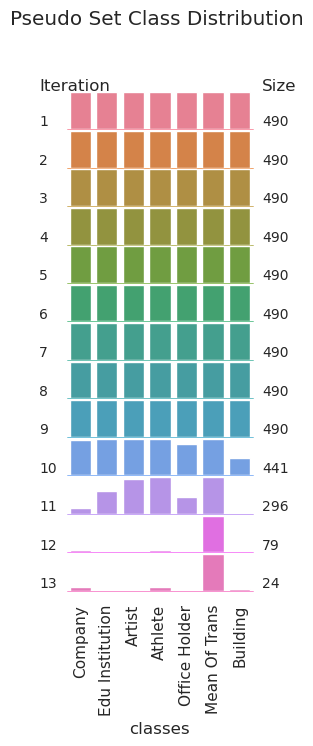 Pseudo Set Class Distribution
Iteration Size
1 490
2 490
3 490
4 490
5 490
6 490
7 490
8 490
9 490
10 441
11 296
12 79
13 24
Company
Edu Institution
Artist
Athlete
Office Holder
Mean Of Trans
Building
classes